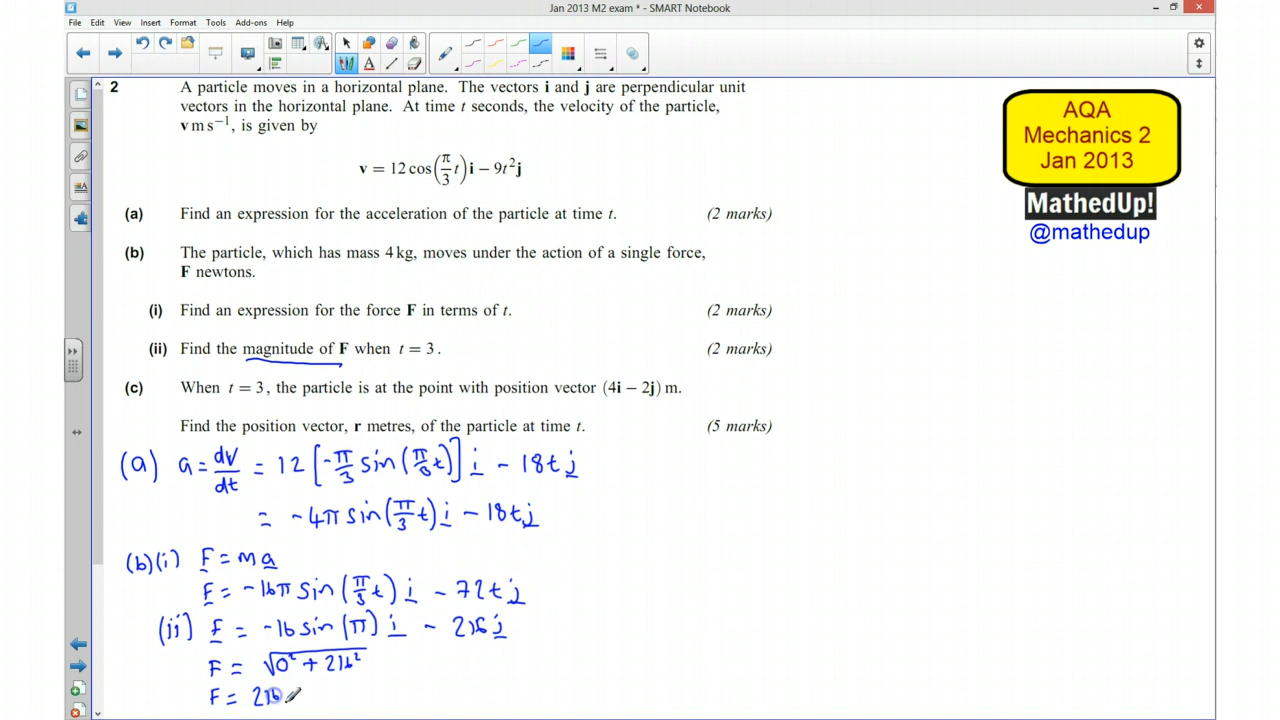 Jan 2013 M2 exam * - SMART Notebook
File Edit View Insert Format Tools Add-ons Help
2 A particle moves in a horizontal plane. The vectors i and j are perpendicular unit
vectors in the horizontal plane. At time t seconds, the velocity of the particle,
v m s⁻¹, is given by
v = 12 cos(π/3 t)i − 9t²j
(a) Find an expression for the acceleration of the particle at time t. (2 marks)
(b) The particle, which has mass 4 kg, moves under the action of a single force,
F newtons.
(i) Find an expression for the force F in terms of t. (2 marks)
(ii) Find the magnitude of F when t = 3. (2 marks)
(c) When t = 3, the particle is at the point with position vector (4i − 2j) m.
Find the position vector, r metres, of the particle at time t. (5 marks)
AQA
Mechanics 2
Jan 2013
MathedUp!
@mathedup
(a) a = dV/dt = 12 [-π/3 sin(π/3 t)] i - 18t j
= -4π sin(π/3 t) i - 18t j
(b)(i) F = ma
F = -16π sin(π/3 t) i - 72t j
(ii) F = -16 sin(π) i - 216 j
F = √0² + 216²
F = 216